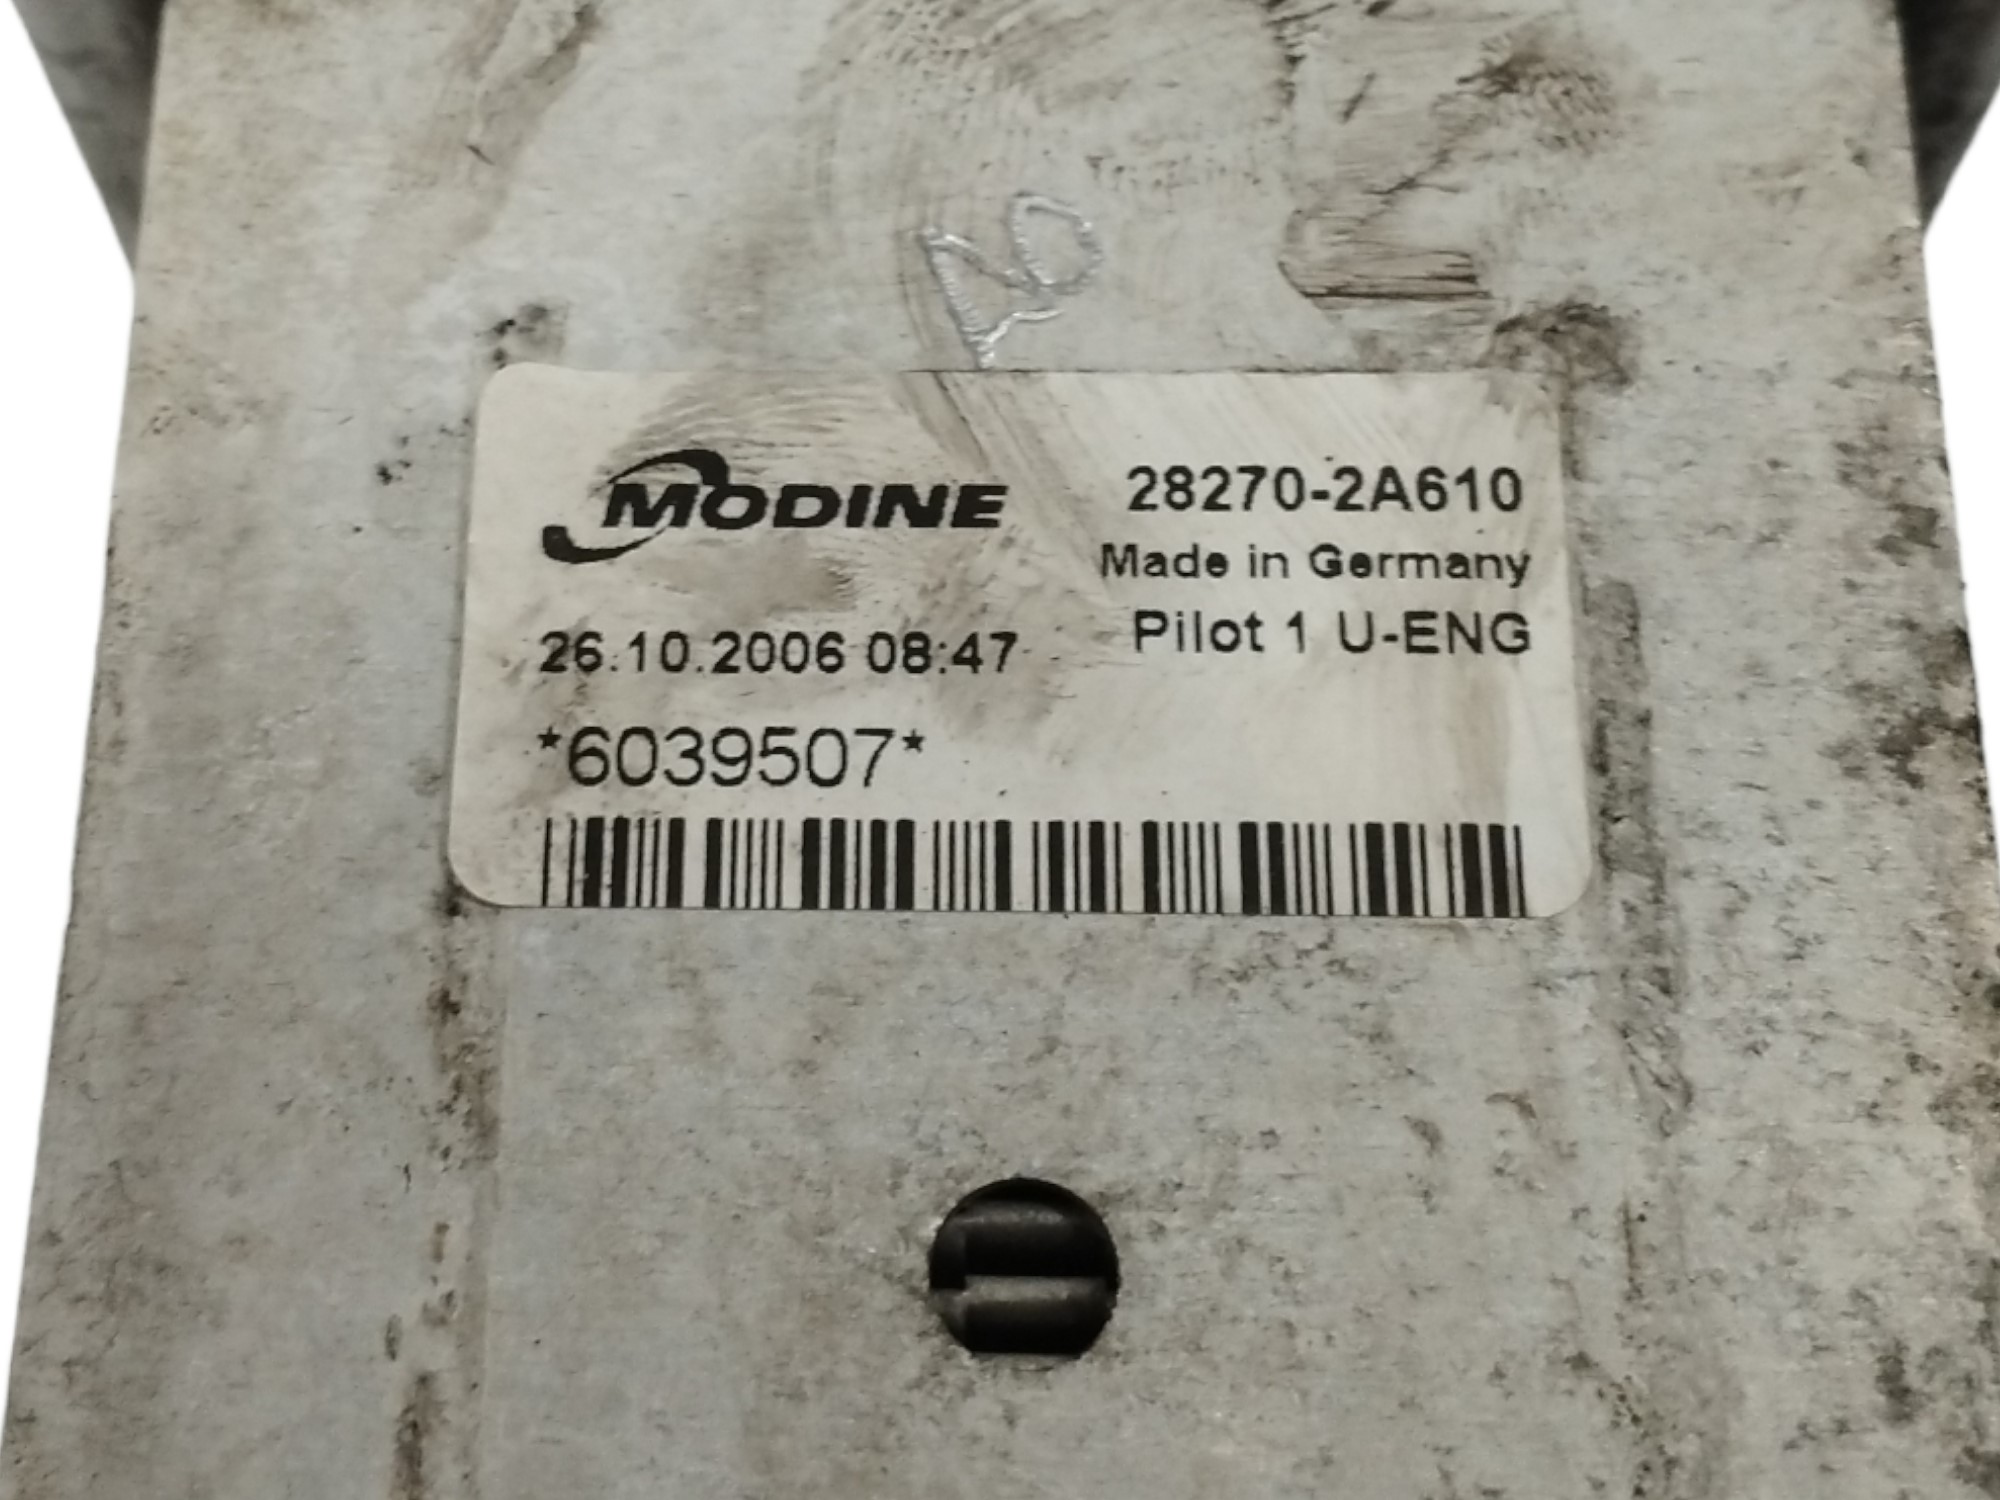 MODINE
28270-2A610
Made in Germany
Pilot 1 U-ENG
26.10.2006 08:47
*6039507*